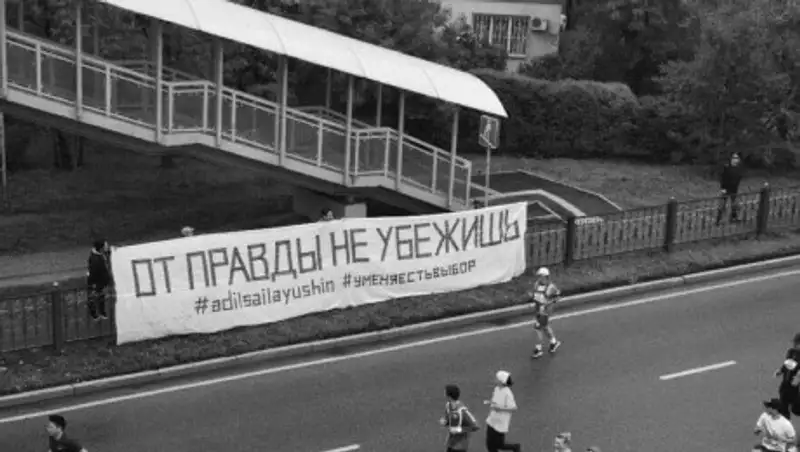 ОТ ПРАВДЫ НЕ УБЕЖИШЬ
#adilsailayushin #УМЕНЯЕСТЬВЫБОР